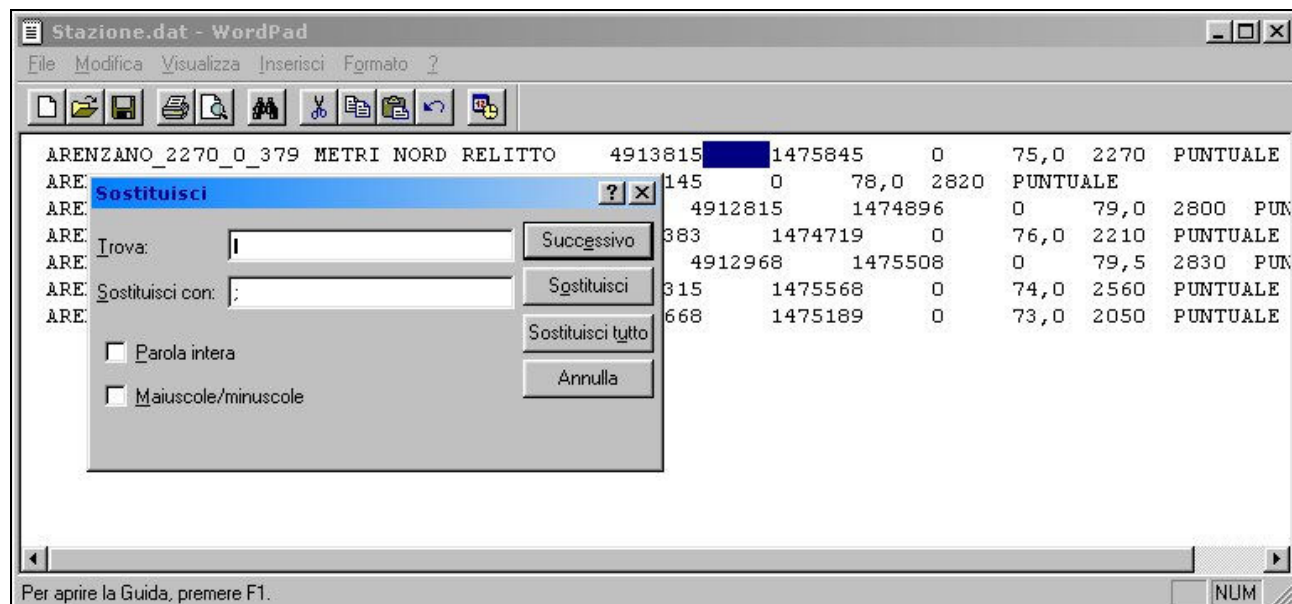 Stazione.dat - WordPad
File Modifica Visualizza Inserisci Formato ?
ARENZANO_2270_0_379 METRI NORD RELITTO 4913815 1475845 0 75,0 2270 PUNTUALE
ARE 145 0 78,0 2820 PUNTUALE
ARE 4912815 1474896 0 79,0 2800 PUN
ARE 383 1474719 0 76,0 2210 PUNTUALE
ARE 4912968 1475508 0 79,5 2830 PUN
ARE 315 1475568 0 74,0 2560 PUNTUALE
ARE 668 1475189 0 73,0 2050 PUNTUALE
Sostituisci
Trova:
Successivo
Sostituisci con: ;
Sostituisci
Sostituisci tutto
Parola intera
Annulla
Maiuscole/minuscole
Per aprire la Guida, premere F1.
NUM